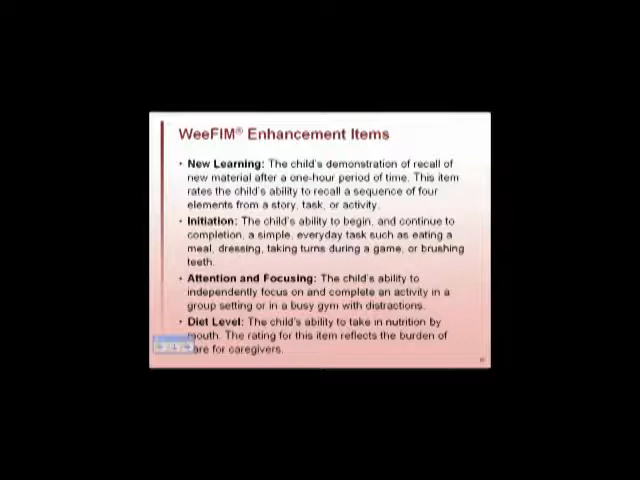 WeeFIM® Enhancement Items
• New Learning: The child's demonstration of recall of
new material after a one-hour period of time. This item
rates the child's ability to recall a sequence of four
elements from a story, task, or activity.
• Initiation: The child's ability to begin, and continue to
completion, a simple, everyday task such as eating a
meal, dressing, taking turns during a game, or brushing
teeth.
• Attention and Focusing: The child's ability to
independently focus on and complete an activity in a
group setting or in a busy gym with distractions.
• Diet Level: The child's ability to take in nutrition by
mouth. The rating for this item reflects the burden of
care for caregivers.